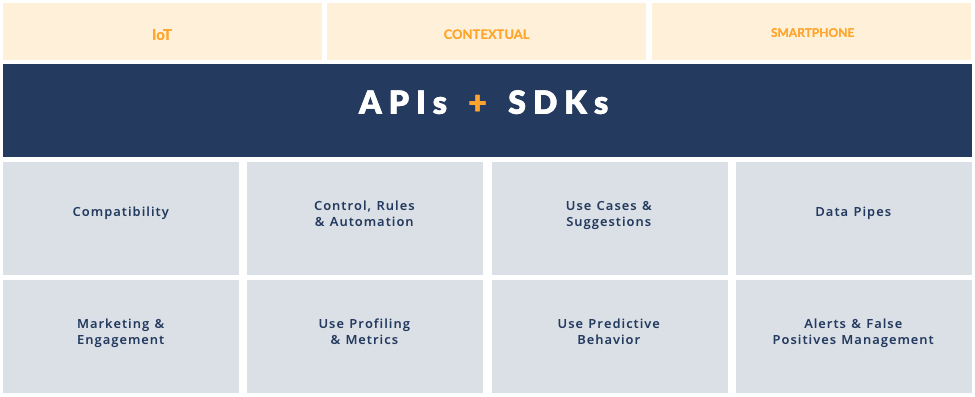 IoT
CONTEXTUAL
SMARTPHONE
APIs + SDKs
Compatibility
Control, Rules
& Automation
Use Cases &
Suggestions
Data Pipes
Marketing &
Engagement
Use Profiling
& Metrics
Use Predictive
Behavior
Alerts & False
Positives Management